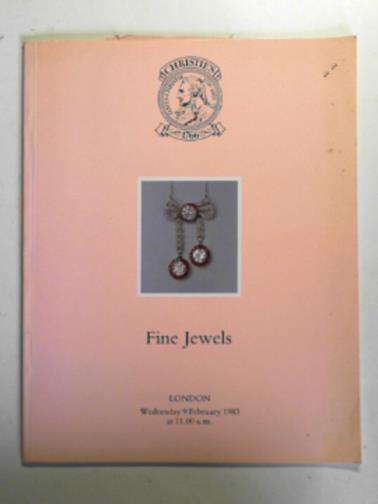 CHRISTIE'S
1766
Fine Jewels
LONDON
Wednesday 9 February 1983
at 11.00 a.m.